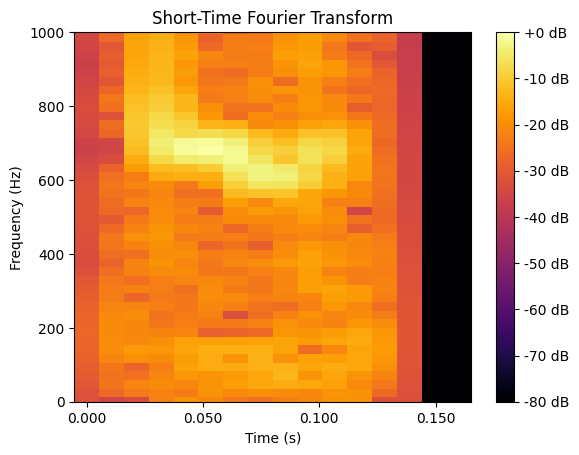 Short-Time Fourier Transform
1000
800
600
400
200
0
Frequency (Hz)
0.000
0.050
0.100
0.150
Time (s)
+0 dB
-10 dB
-20 dB
-30 dB
-40 dB
-50 dB
-60 dB
-70 dB
-80 dB